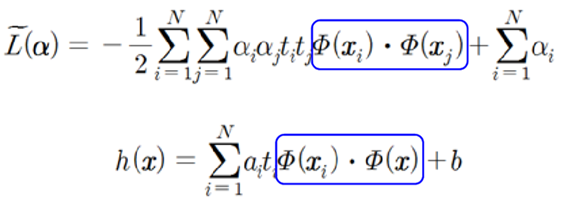 L̃(α) = − 1/2 ∑_{i=1}^{N} ∑_{j=1}^{N} α_i α_j t_i t_j Φ(x_i) · Φ(x_j) + ∑_{i=1}^{N} α_i
h(x) = ∑_{i=1}^{N} a_i t_i Φ(x_i) · Φ(x) + b